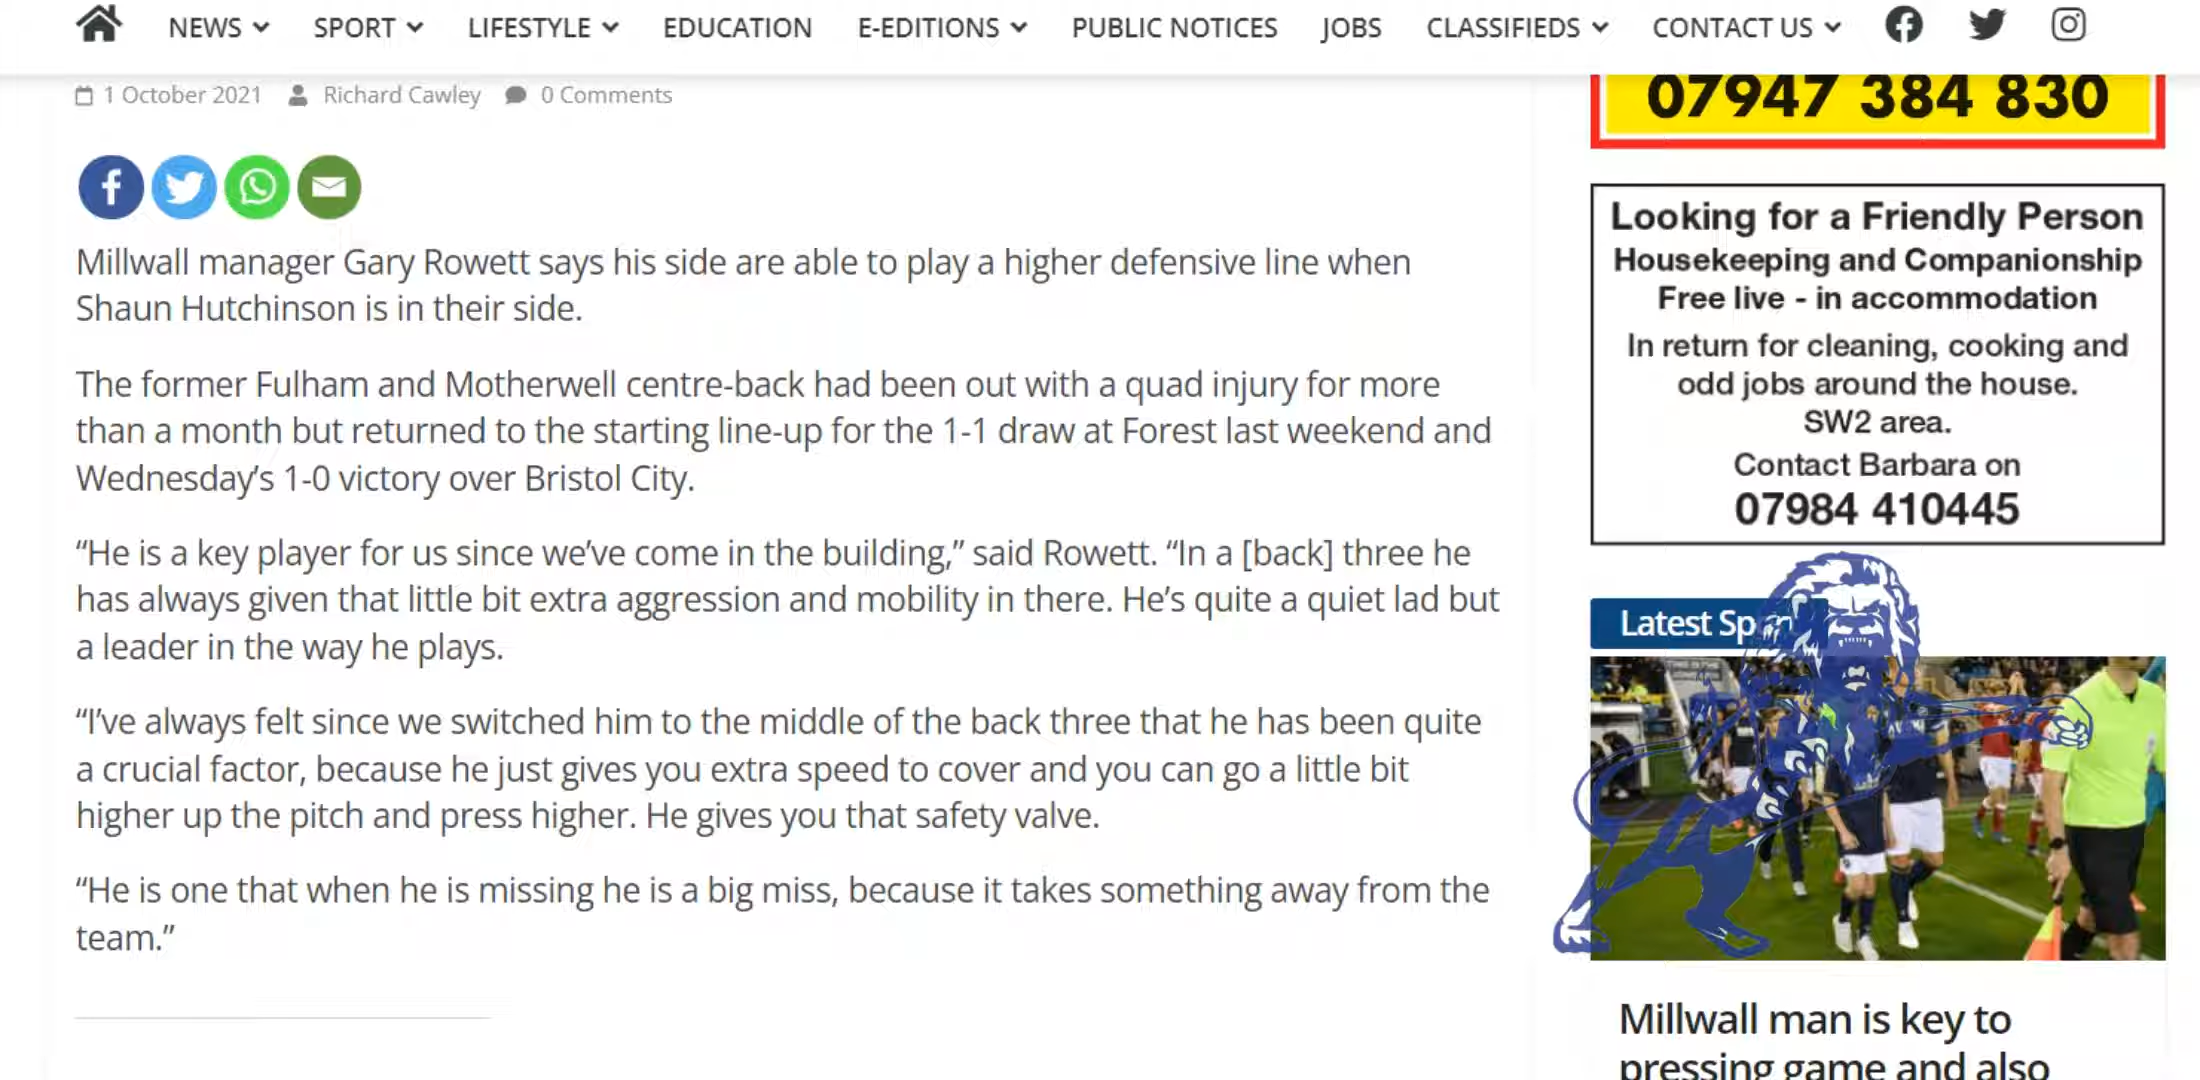 NEWS SPORT LIFESTYLE EDUCATION E-EDITIONS PUBLIC NOTICES JOBS CLASSIFIEDS CONTACT US
1 October 2021 Richard Cawley 0 Comments
Millwall manager Gary Rowett says his side are able to play a higher defensive line when
Shaun Hutchinson is in their side.
The former Fulham and Motherwell centre-back had been out with a quad injury for more
than a month but returned to the starting line-up for the 1-1 draw at Forest last weekend and
Wednesday’s 1-0 victory over Bristol City.
“He is a key player for us since we’ve come in the building,” said Rowett. “In a [back] three he
has always given that little bit extra aggression and mobility in there. He’s quite a quiet lad but
a leader in the way he plays.
“I’ve always felt since we switched him to the middle of the back three that he has been quite
a crucial factor, because he just gives you extra speed to cover and you can go a little bit
higher up the pitch and press higher. He gives you that safety valve.
“He is one that when he is missing he is a big miss, because it takes something away from the
team.”
07947 384 830
Looking for a Friendly Person
Housekeeping and Companionship
Free live - in accommodation
In return for cleaning, cooking and
odd jobs around the house.
SW2 area.
Contact Barbara on
07984 410445
Latest
Millwall man is key to
pressing game and also